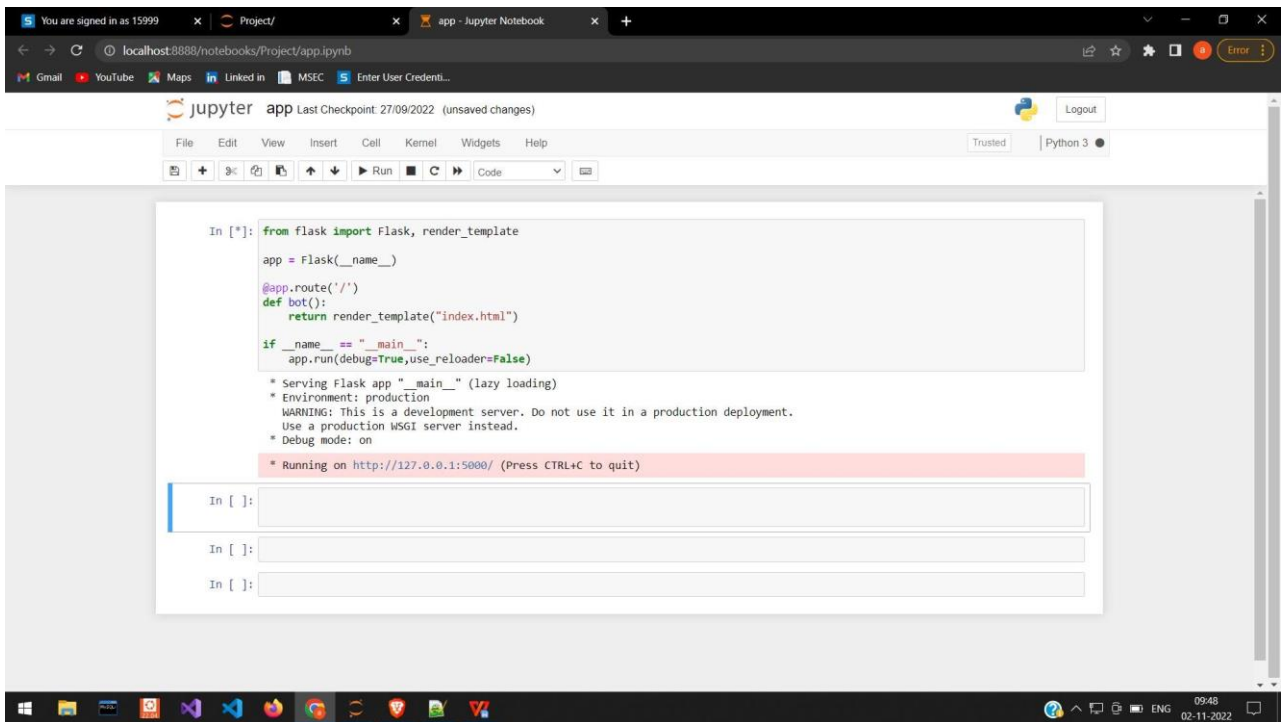 You are signed in as 15999
Project/
app - Jupyter Notebook
localhost:8888/notebooks/Project/app.ipynb
a
Error
Gmail
YouTube
Maps
in Linked in
MSEC
S Enter User Credenti...
jupyter app Last Checkpoint: 27/09/2022 (unsaved changes)
Logout
File Edit View Insert Cell Kernel Widgets Help
Trusted
Python 3
Run
Code
In [*]: from flask import Flask, render_template
app = Flask(__name__)
@app.route('/')
def bot():
return render_template("index.html")
if __name__ == "__main__":
app.run(debug=True,use_reloader=False)
* Serving Flask app "__main__" (lazy loading)
* Environment: production
WARNING: This is a development server. Do not use it in a production deployment.
Use a production WSGI server instead.
* Debug mode: on
* Running on http://127.0.0.1:5000/ (Press CTRL+C to quit)
In [ ]:
In [ ]:
In [ ]:
ENG
09:48
02-11-2022